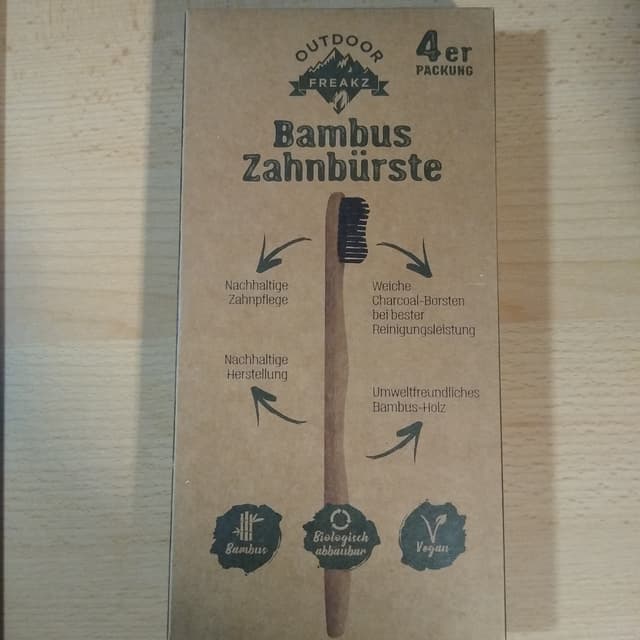 OUTDOOR
FREAKZ
4er
PACKUNG
Bambus
Zahnbürste
Nachhaltige
Zahnpflege
Weiche
Charcoal-Borsten
bei bester
Reinigungsleistung
Nachhaltige
Herstellung
Umweltfreundliches
Bambus-Holz
Bambus
Biologisch
abbaubar
Vegan